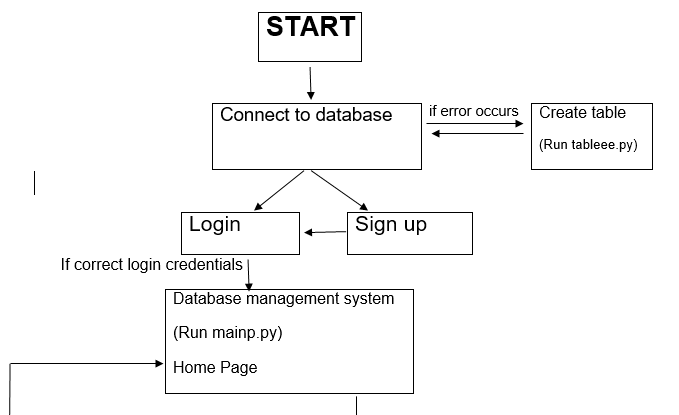 START
Connect to database
if error occurs
Create table
(Run tableee.py)
Login
Sign up
If correct login credentials
Database management system
(Run mainp.py)
Home Page